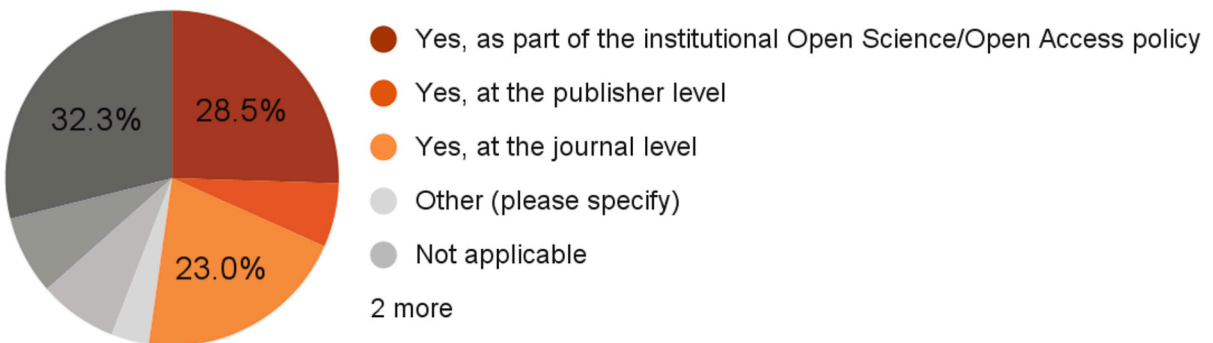 32.3%
28.5%
23.0%
Yes, as part of the institutional Open Science/Open Access policy
Yes, at the publisher level
Yes, at the journal level
Other (please specify)
Not applicable
2 more